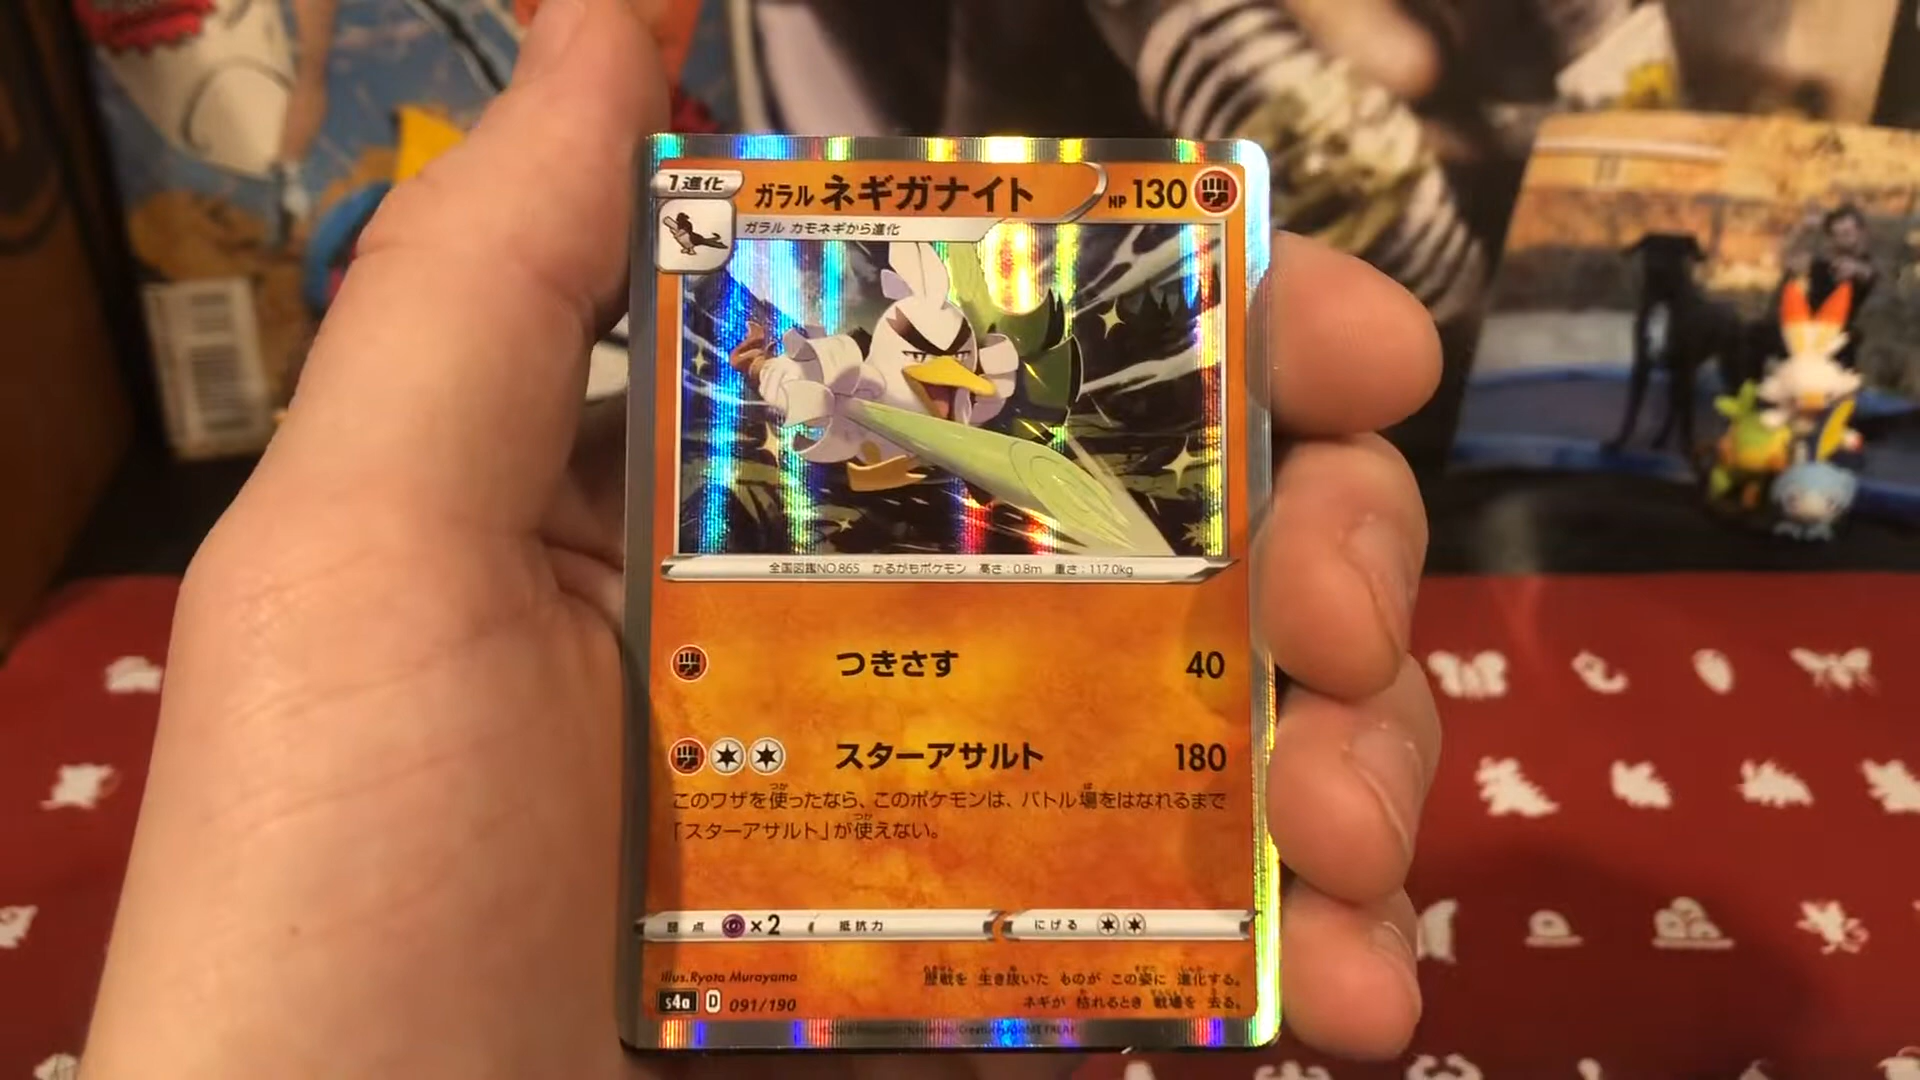 1進化
ガラル ネギガナイト
HP 130
ガラル カモネギから進化
全国図鑑NO.865 かるがもポケモン 高さ:0.8m 重さ:117.0kg
つきさす 40
スターアサルト 180
このワザを使ったなら、このポケモンは、バトル場をはなれるまで
「スターアサルト」が使えない。
弱点 ×2 抵抗力 にげる
Illus.Ryota Murayama
歴戦を 生き抜いた ものが この姿に 進化する。
ネギが 枯れるとき 戦場を 去る。
s4a D 091/190